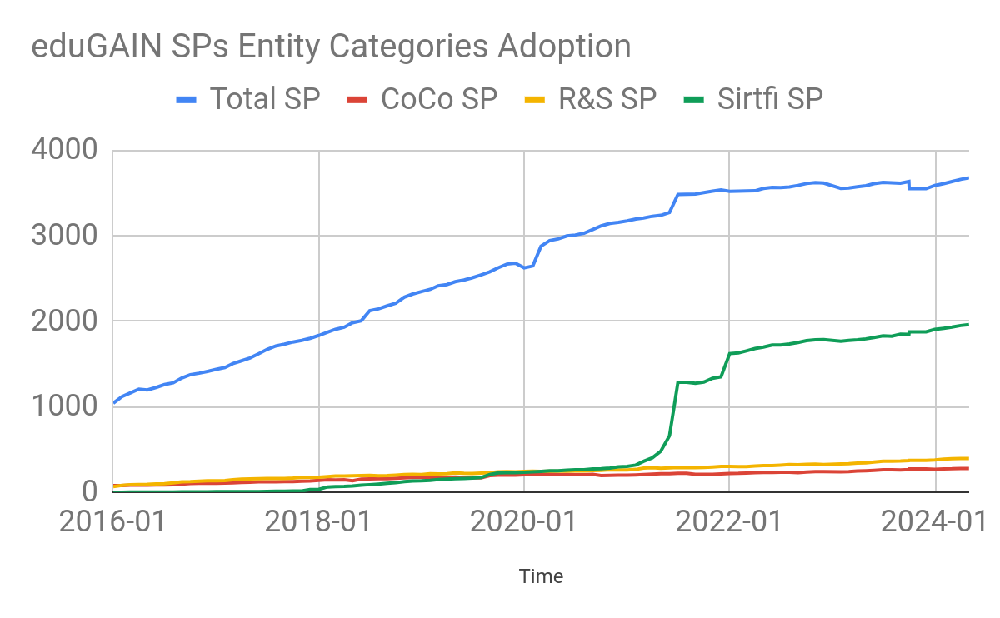 eduGAIN SPs Entity Categories Adoption
Total SP CoCo SP R&S SP Sirtfi SP
4000
3000
2000
1000
0
2016-01 2018-01 2020-01 2022-01 2024-01
Time